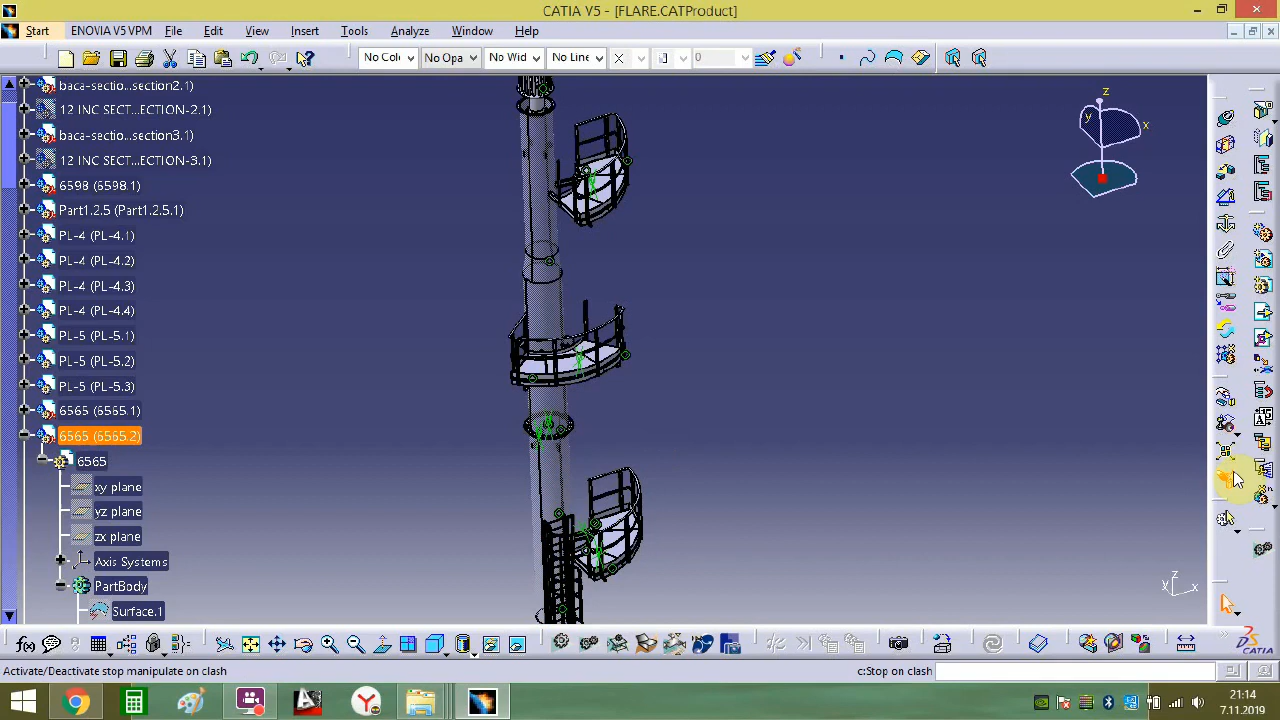 CATIA V5 - [FLARE.CATProduct]
Start ENOVIA V5 VPM File Edit View Insert Tools Analyze Window Help
No Col No Opa No Wid No Line 0
baca-sectio...section2.1)
12 INC SECT...ECTION-2.1)
baca-sectio...section3.1)
12 INC SECT...ECTION-3.1)
6598 (6598.1)
Part1.2.5 (Part1.2.5.1)
PL-4 (PL-4.1)
PL-4 (PL-4.2)
PL-4 (PL-4.3)
PL-4 (PL-4.4)
PL-5 (PL-5.1)
PL-5 (PL-5.2)
PL-5 (PL-5.3)
6565 (6565.1)
6565 (6565.2)
6565
xy plane
yz plane
zx plane
Axis Systems
PartBody
Surface.1
z
y
x
z
y x
CATIA
Activate/Deactivate stop manipulate on clash c:Stop on clash
21:14
7.11.2019